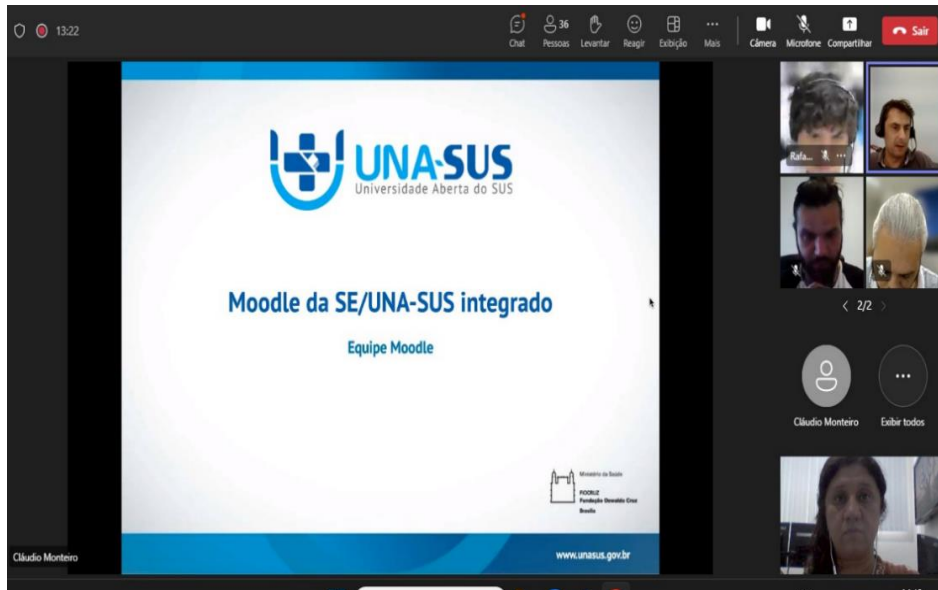 13:22
Chat
36
Pessoas
Levantar
Reagir
Exibição
Mais
Câmera
Microfone
Compartilhar
Sair
UNA-SUS
Universidade Aberta do SUS
Moodle da SE/UNA-SUS integrado
Equipe Moodle
Ministério da Saúde
FIOCRUZ
Fundação Oswaldo Cruz
Brasília
www.unasus.gov.br
Cláudio Monteiro
Rafa...
2/2
Cláudio Monteiro
Exibir todos